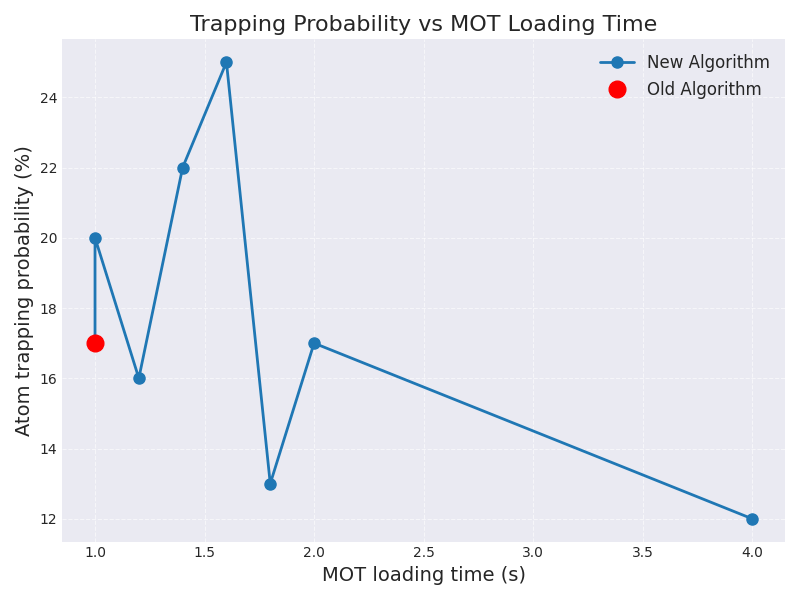 Trapping Probability vs MOT Loading Time
New Algorithm
Old Algorithm
Atom trapping probability (%)
24
22
20
18
16
14
12
1.0 1.5 2.0 2.5 3.0 3.5 4.0
MOT loading time (s)